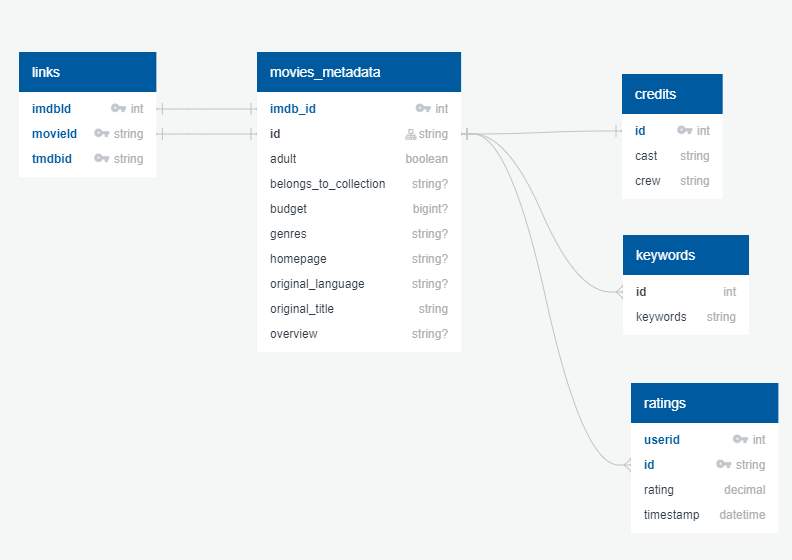 links
imdbId int
movieId string
tmdbid string
movies_metadata
imdb_id int
id string
adult boolean
belongs_to_collection string?
budget bigint?
genres string?
homepage string?
original_language string?
original_title string
overview string?
credits
id int
cast string
crew string
keywords
id int
keywords string
ratings
userid int
id string
rating decimal
timestamp datetime